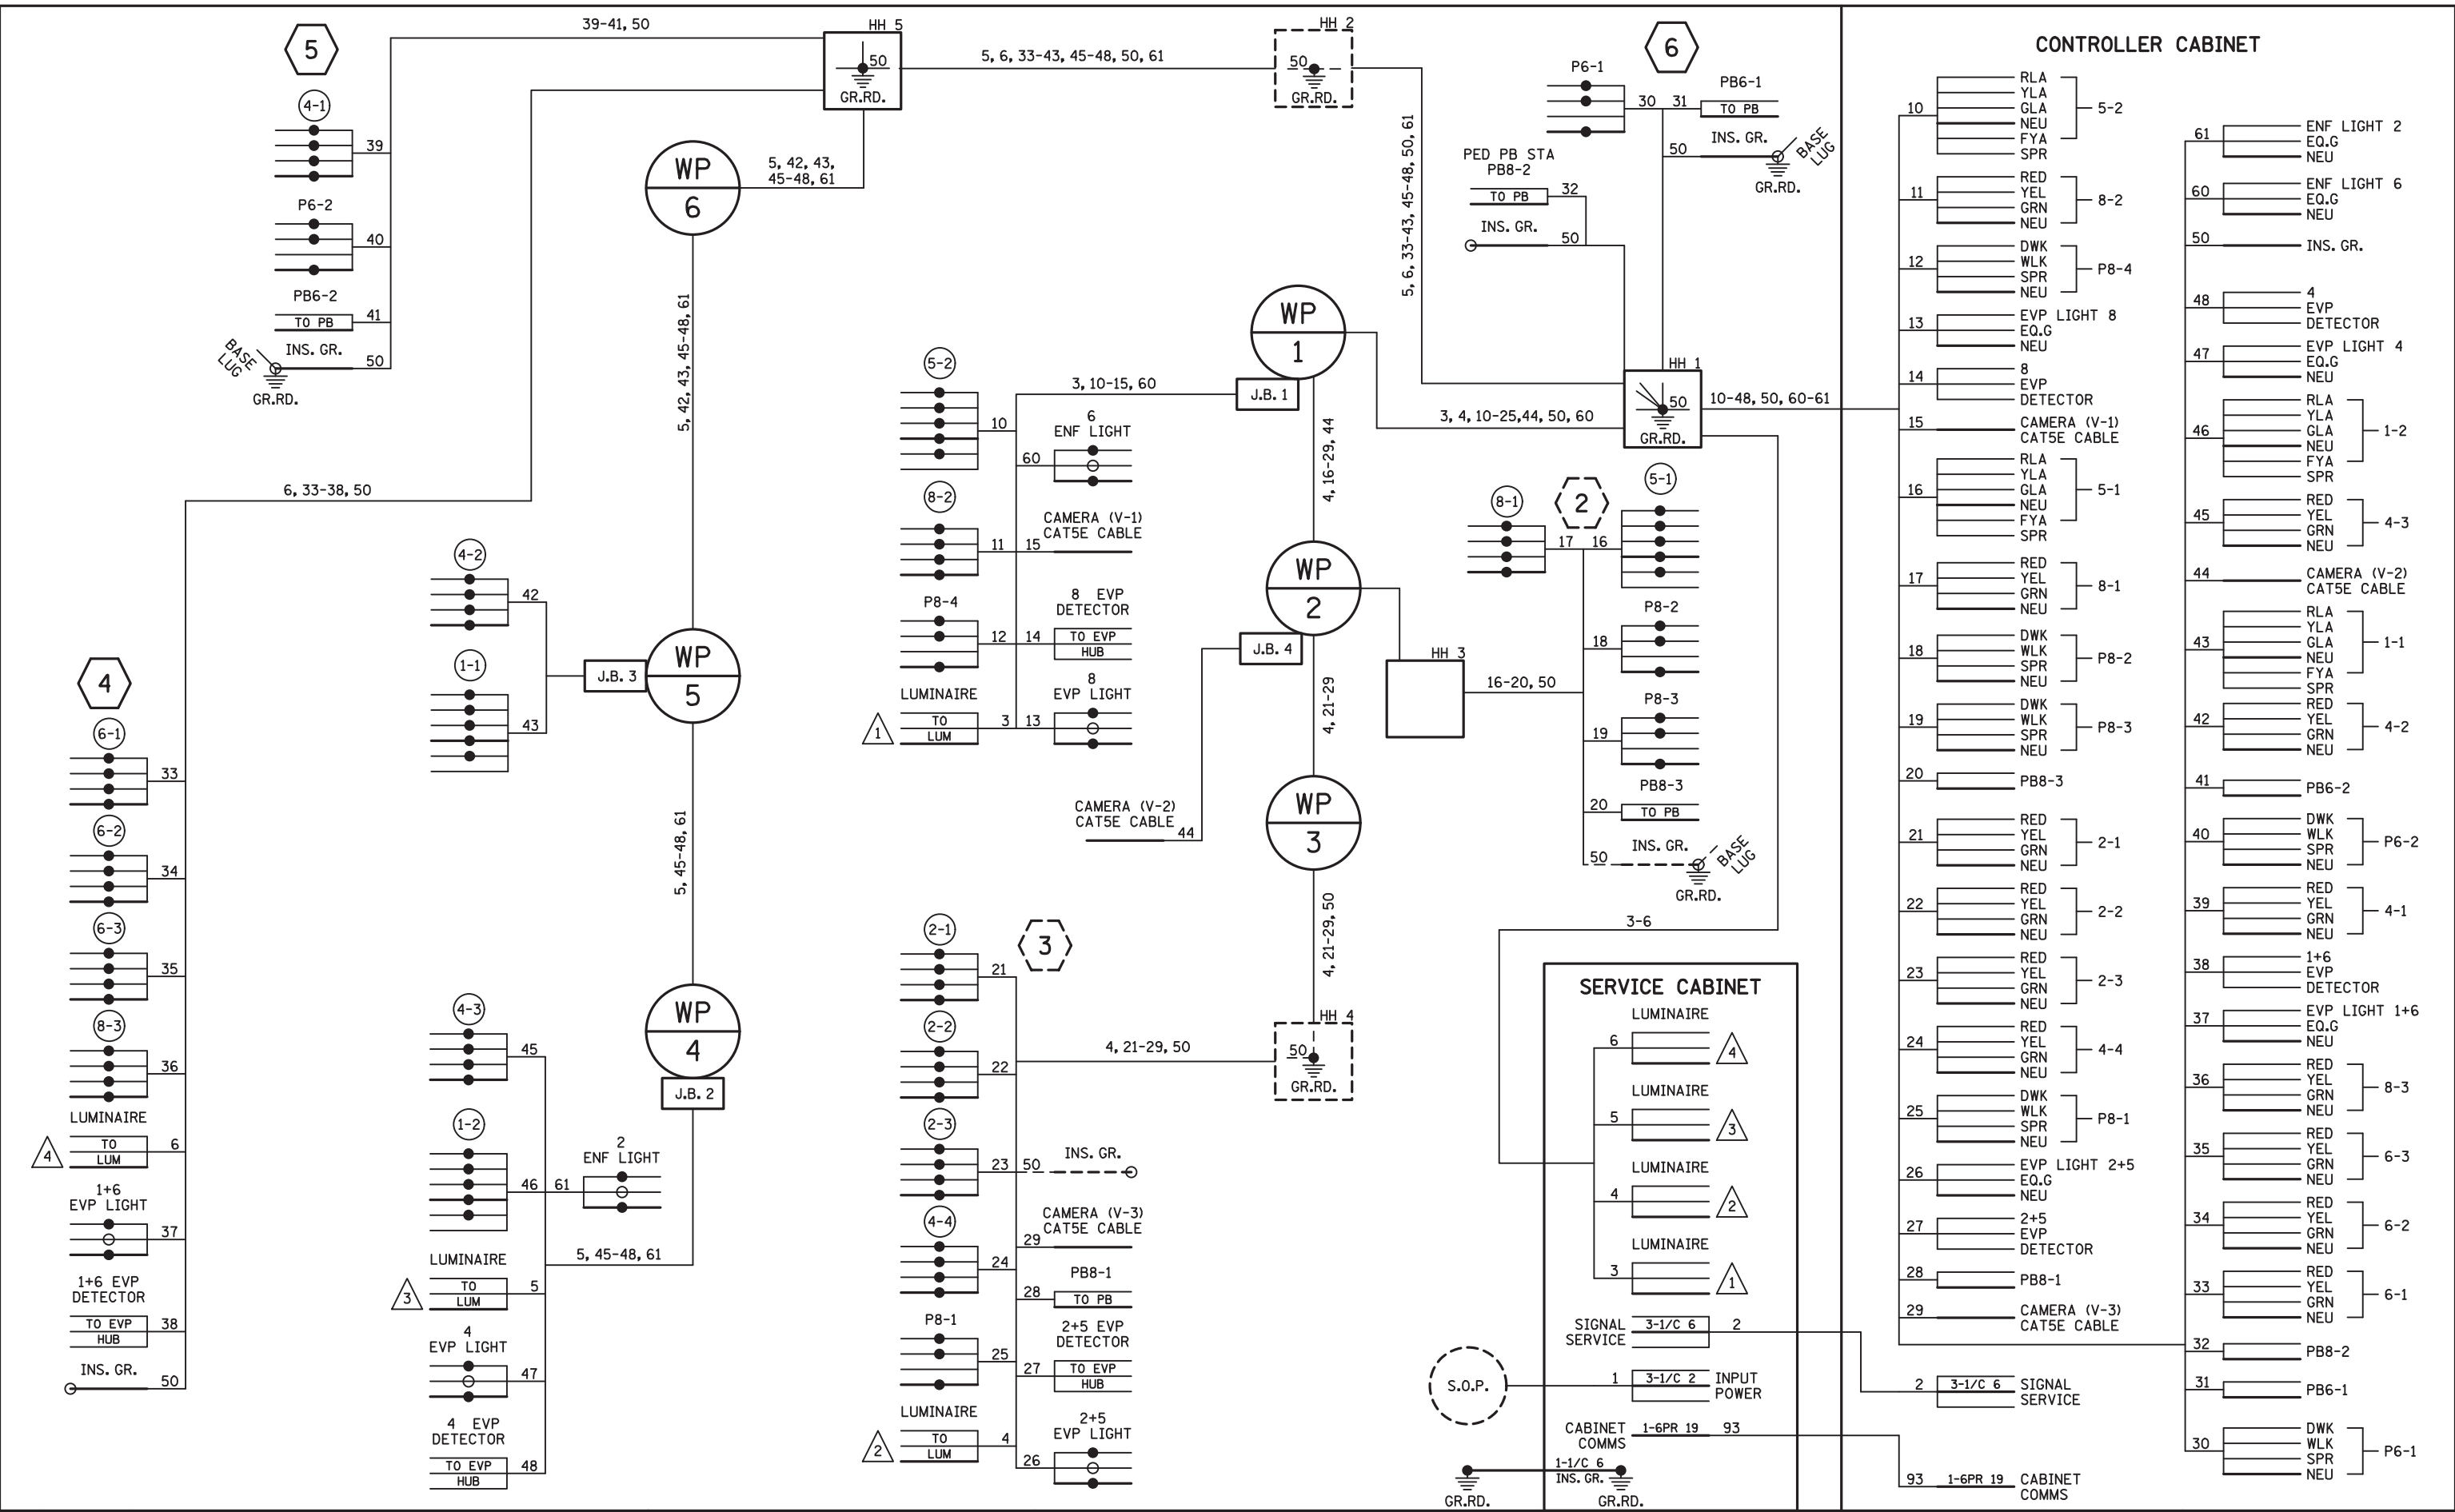 5
39-41, 50
HH 5
50
GR.RD.
5, 6, 33-43, 45-48, 50, 61
HH 2
50
GR.RD.
6
4-1
39
P6-2
40
PB6-2
TO PB
41
INS. GR.
50
BASE
LUG
GR.RD.
WP
6
5, 42, 43,
45-48, 61
5, 42, 43, 45-48, 61
6, 33-38, 50
5, 6, 33-43, 45-48, 50, 61
P6-1
30
31
PB6-1
TO PB
INS. GR.
50
BASE
LUG
GR.RD.
PED PB STA
PB8-2
TO PB
32
INS. GR.
50
WP
1
J.B. 1
3, 10-15, 60
3, 4, 10-25,44, 50, 60
HH 1
50
GR.RD.
10-48, 50, 60-61
4, 16-29, 44
5-2
10
6
ENF LIGHT
60
8-2
11
15
CAMERA (V-1)
CAT5E CABLE
P8-4
12
14
8 EVP
DETECTOR
TO EVP
HUB
LUMINAIRE
1
TO
LUM
3
13
8
EVP LIGHT
WP
2
J.B. 4
HH 3
16-20, 50
4, 21-29
CAMERA (V-2)
CAT5E CABLE
44
WP
3
4, 21-29, 50
8-1
2
5-1
17
16
P8-2
18
P8-3
19
PB8-3
20
TO PB
INS. GR.
50
BASE
LUG
GR.RD.
3-6
4-2
42
1-1
43
J.B. 3
WP
5
5, 45-48, 61
4
6-1
33
6-2
34
6-3
35
8-3
36
LUMINAIRE
4
TO
LUM
6
1+6
EVP LIGHT
37
1+6 EVP
DETECTOR
TO EVP
HUB
38
INS. GR.
50
WP
4
J.B. 2
4-3
45
1-2
46
61
2
ENF LIGHT
5, 45-48, 61
LUMINAIRE
3
TO
LUM
5
4
EVP LIGHT
47
4 EVP
DETECTOR
TO EVP
HUB
48
2-1
3
21
2-2
22
4, 21-29, 50
HH 4
50
GR.RD.
2-3
23
50
INS. GR.
4-4
24
CAMERA (V-3)
CAT5E CABLE
29
PB8-1
28
TO PB
P8-1
25
2+5 EVP
DETECTOR
27
TO EVP
HUB
LUMINAIRE
2
TO
LUM
4
2+5
EVP LIGHT
26
SERVICE CABINET
LUMINAIRE
6
4
LUMINAIRE
5
3
LUMINAIRE
4
2
LUMINAIRE
3
1
SIGNAL
SERVICE
3-1/C 6
2
S.O.P.
1
3-1/C 2
INPUT
POWER
CABINET
COMMS
1-6PR 19
93
1-1/C 6
INS. GR.
GR.RD.
GR.RD.
CONTROLLER CABINET
10
RLA
YLA
GLA
NEU
FYA
SPR
5-2
11
RED
YEL
GRN
NEU
8-2
12
DWK
WLK
SPR
NEU
P8-4
13
EVP LIGHT 8
EQ.G
NEU
14
8
EVP
DETECTOR
15
CAMERA (V-1)
CAT5E CABLE
16
RLA
YLA
GLA
NEU
FYA
SPR
5-1
17
RED
YEL
GRN
NEU
8-1
18
DWK
WLK
SPR
NEU
P8-2
19
DWK
WLK
SPR
NEU
P8-3
20
PB8-3
21
RED
YEL
GRN
NEU
2-1
22
RED
YEL
GRN
NEU
2-2
23
RED
YEL
GRN
NEU
2-3
24
RED
YEL
GRN
NEU
4-4
25
DWK
WLK
SPR
NEU
P8-1
26
EVP LIGHT 2+5
EQ.G
NEU
27
2+5
EVP
DETECTOR
28
PB8-1
29
CAMERA (V-3)
CAT5E CABLE
2
3-1/C 6
SIGNAL
SERVICE
93
1-6PR 19
CABINET
COMMS
61
ENF LIGHT 2
EQ.G
NEU
60
ENF LIGHT 6
EQ.G
NEU
50
INS. GR.
48
4
EVP
DETECTOR
47
EVP LIGHT 4
EQ.G
NEU
46
RLA
YLA
GLA
NEU
FYA
SPR
1-2
45
RED
YEL
GRN
NEU
4-3
44
CAMERA (V-2)
CAT5E CABLE
43
RLA
YLA
GLA
NEU
FYA
SPR
1-1
42
RED
YEL
GRN
NEU
4-2
41
PB6-2
40
DWK
WLK
SPR
NEU
P6-2
39
RED
YEL
GRN
NEU
4-1
38
1+6
EVP
DETECTOR
37
EVP LIGHT 1+6
EQ.G
NEU
36
RED
YEL
GRN
NEU
8-3
35
RED
YEL
GRN
NEU
6-3
34
RED
YEL
GRN
NEU
6-2
33
RED
YEL
GRN
NEU
6-1
32
PB8-2
31
PB6-1
30
DWK
WLK
SPR
NEU
P6-1